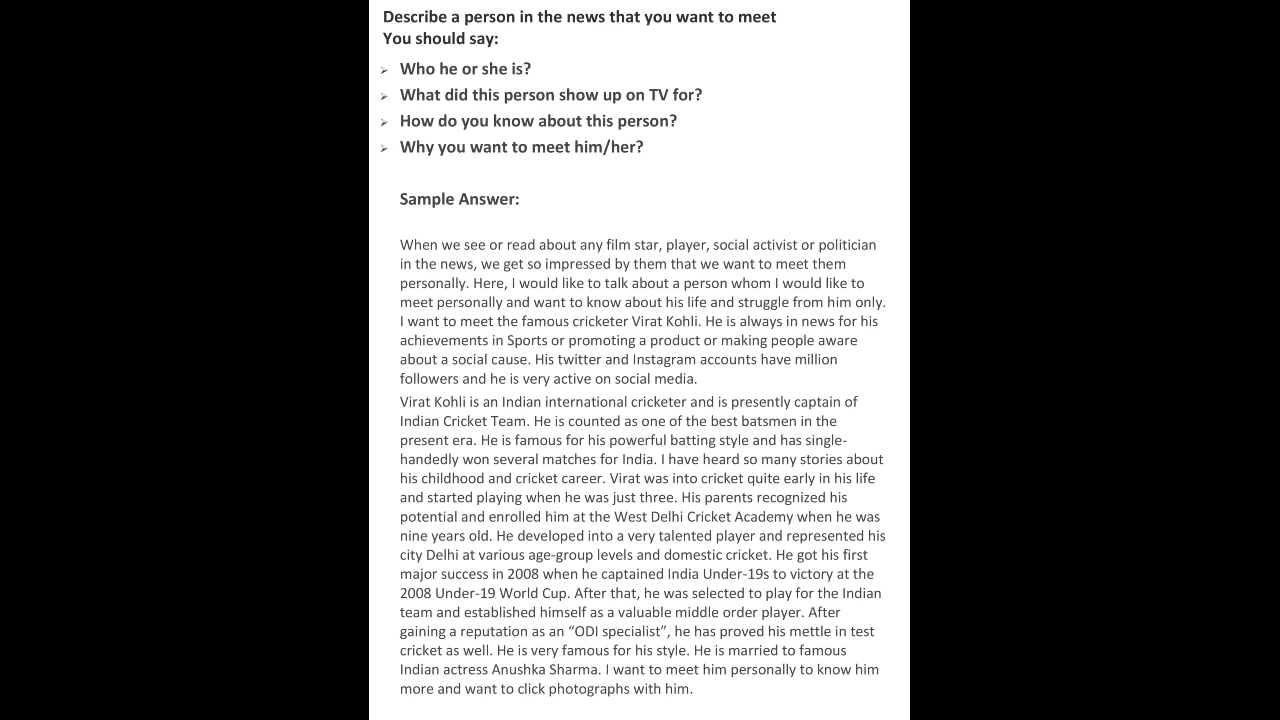 Describe a person in the news that you want to meet
You should say:
➢ Who he or she is?
➢ What did this person show up on TV for?
➢ How do you know about this person?
➢ Why you want to meet him/her?
Sample Answer:
When we see or read about any film star, player, social activist or politician
in the news, we get so impressed by them that we want to meet them
personally. Here, I would like to talk about a person whom I would like to
meet personally and want to know about his life and struggle from him only.
I want to meet the famous cricketer Virat Kohli. He is always in news for his
achievements in Sports or promoting a product or making people aware
about a social cause. His twitter and Instagram accounts have million
followers and he is very active on social media.
Virat Kohli is an Indian international cricketer and is presently captain of
Indian Cricket Team. He is counted as one of the best batsmen in the
present era. He is famous for his powerful batting style and has single-
handedly won several matches for India. I have heard so many stories about
his childhood and cricket career. Virat was into cricket quite early in his life
and started playing when he was just three. His parents recognized his
potential and enrolled him at the West Delhi Cricket Academy when he was
nine years old. He developed into a very talented player and represented his
city Delhi at various age-group levels and domestic cricket. He got his first
major success in 2008 when he captained India Under-19s to victory at the
2008 Under-19 World Cup. After that, he was selected to play for the Indian
team and established himself as a valuable middle order player. After
gaining a reputation as an “ODI specialist”, he has proved his mettle in test
cricket as well. He is very famous for his style. He is married to famous
Indian actress Anushka Sharma. I want to meet him personally to know him
more and want to click photographs with him.